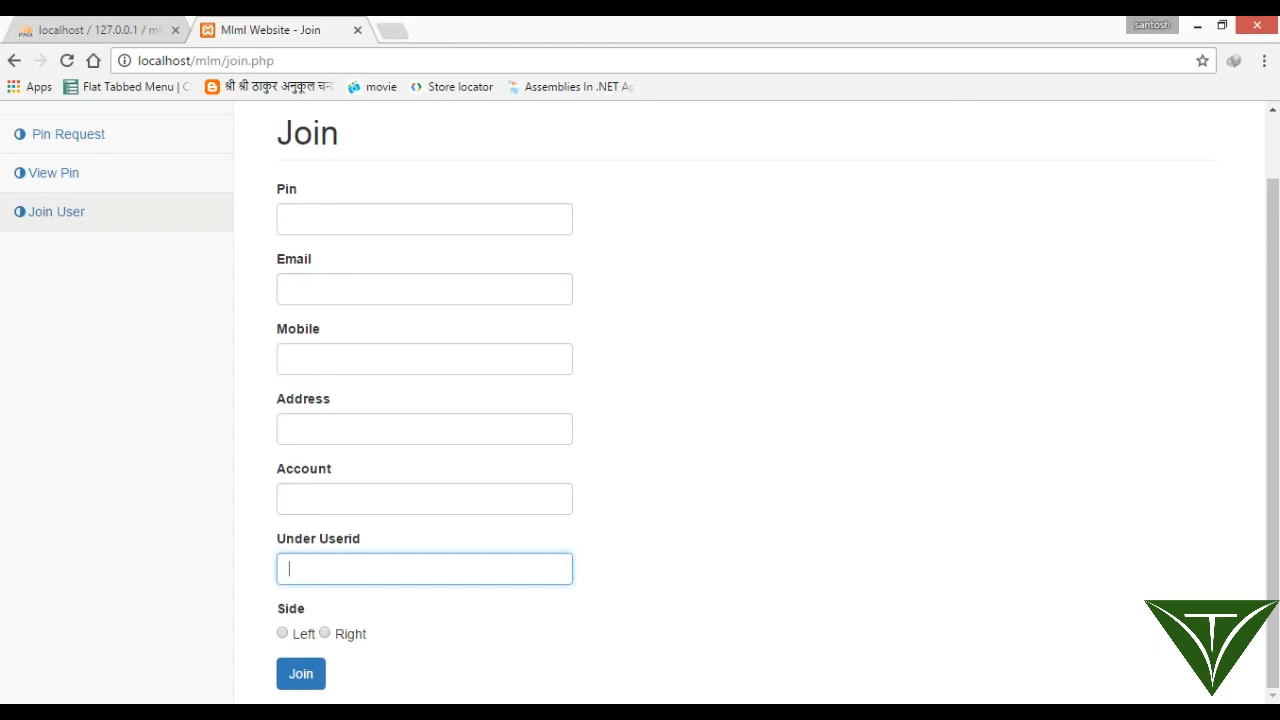 localhost / 127.0.0.1 / ml
Mlml Website - Join
santosh
localhost/mlm/join.php
Apps
Flat Tabbed Menu | C
श्री श्री ठाकुर अनुकूल चन्
movie
Store locator
Assemblies In .NET Ap
Pin Request
View Pin
Join User
Join
Pin
Email
Mobile
Address
Account
Under Userid
Side
Left
Right
Join
T